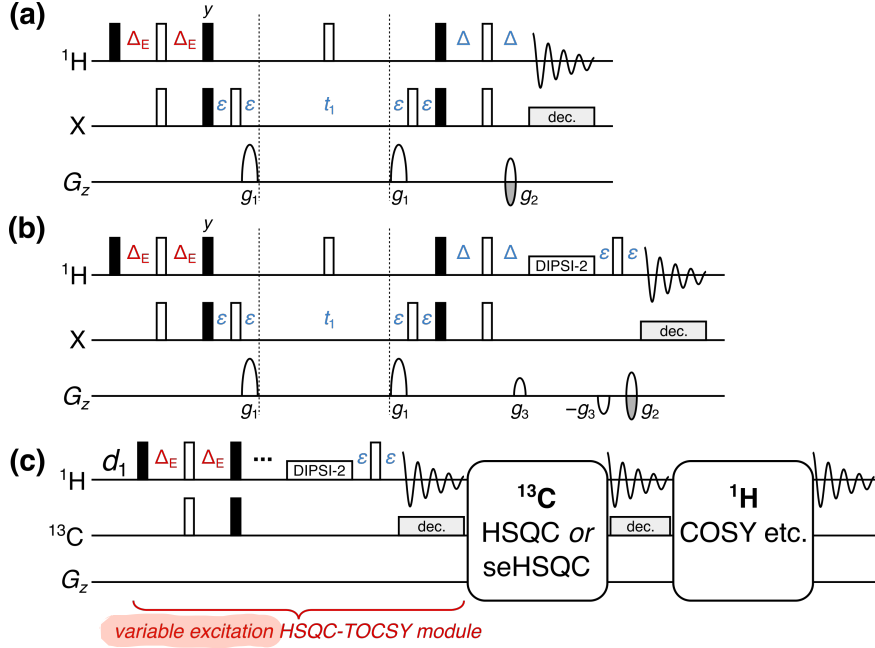 (a)
y
Δ_E Δ_E Δ Δ
¹H
ε ε t₁ ε ε
X
dec.
G_z
g₁ g₁ g₂
(b)
y
Δ_E Δ_E Δ Δ ε ε
¹H
DIPSI-2
ε ε t₁ ε ε
X
dec.
G_z
g₁ g₁ g₃ −g₃ g₂
(c)
d₁ Δ_E Δ_E ••• ε ε
¹H
DIPSI-2
¹³C
dec.
G_z
¹³C
HSQC or
seHSQC
dec.
¹H
COSY etc.
variable excitation HSQC-TOCSY module